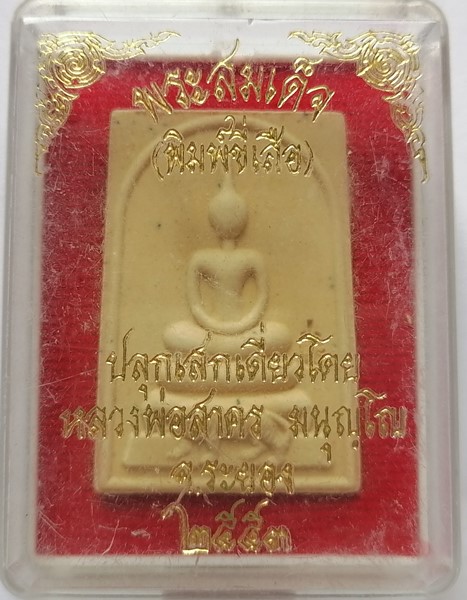 พระสมเด็จ
(พิมพ์ขี่เสือ)
ปลุกเสกเดี่ยวโดย
หลวงพ่อสาคร มนุญฺโญ
จ.ระยอง
๒๕๕๓